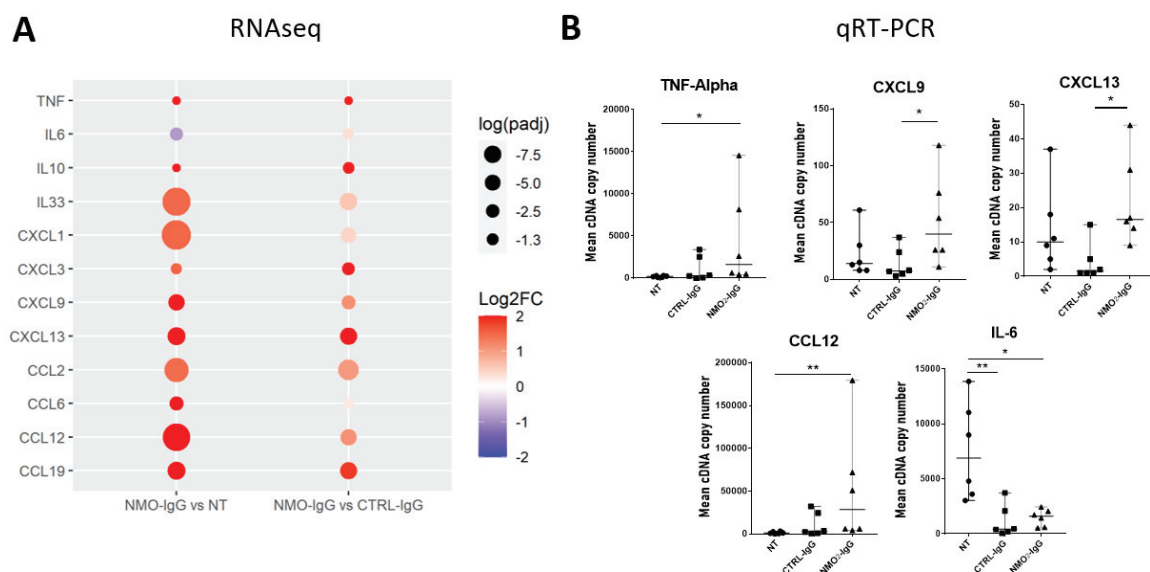 A
RNAseq
TNF
IL6
IL10
IL33
CXCL1
CXCL3
CXCL9
CXCL13
CCL2
CCL6
CCL12
CCL19
NMO-IgG vs NT
NMO-IgG vs CTRL-IgG
log(padj)
-7.5
-5.0
-2.5
-1.3
Log2FC
2
1
0
-1
-2
B
qRT-PCR
TNF-Alpha
Mean cDNA copy number
20000
15000
10000
5000
0
*
NT
CTRL-IgG
NMO²-IgG
CXCL9
Mean cDNA copy number
150
100
50
0
*
NT
CTRL-IgG
NMO²-IgG
CXCL13
Mean cDNA copy number
50
40
30
20
10
0
*
NT
CTRL-IgG
NMO²-IgG
CCL12
Mean cDNA copy number
200000
150000
100000
50000
0
**
NT
CTRL-IgG
NMO²-IgG
IL-6
Mean cDNA copy number
15000
10000
5000
0
*
**
NT
CTRL-IgG
NMO²-IgG